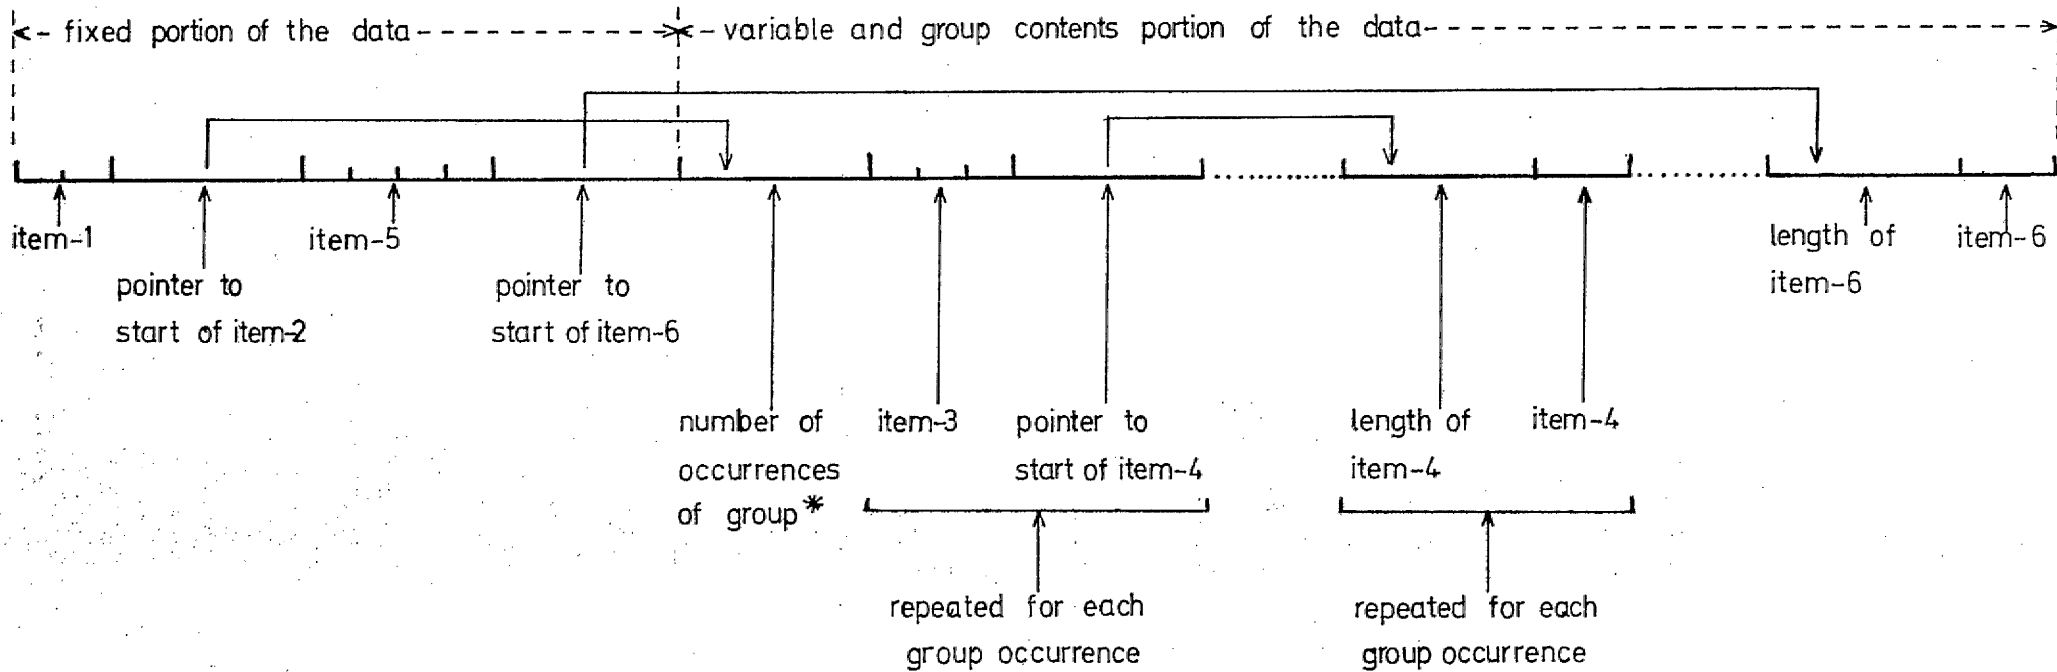 fixed portion of the data
variable and group contents portion of the data
item-1
item-5
length of
item-6
item-6
pointer to
start of item-2
pointer to
start of item-6
number of
occurrences
of group*
item-3
pointer to
start of item-4
length of
item-4
item-4
repeated for each
group occurrence
repeated for each
group occurrence